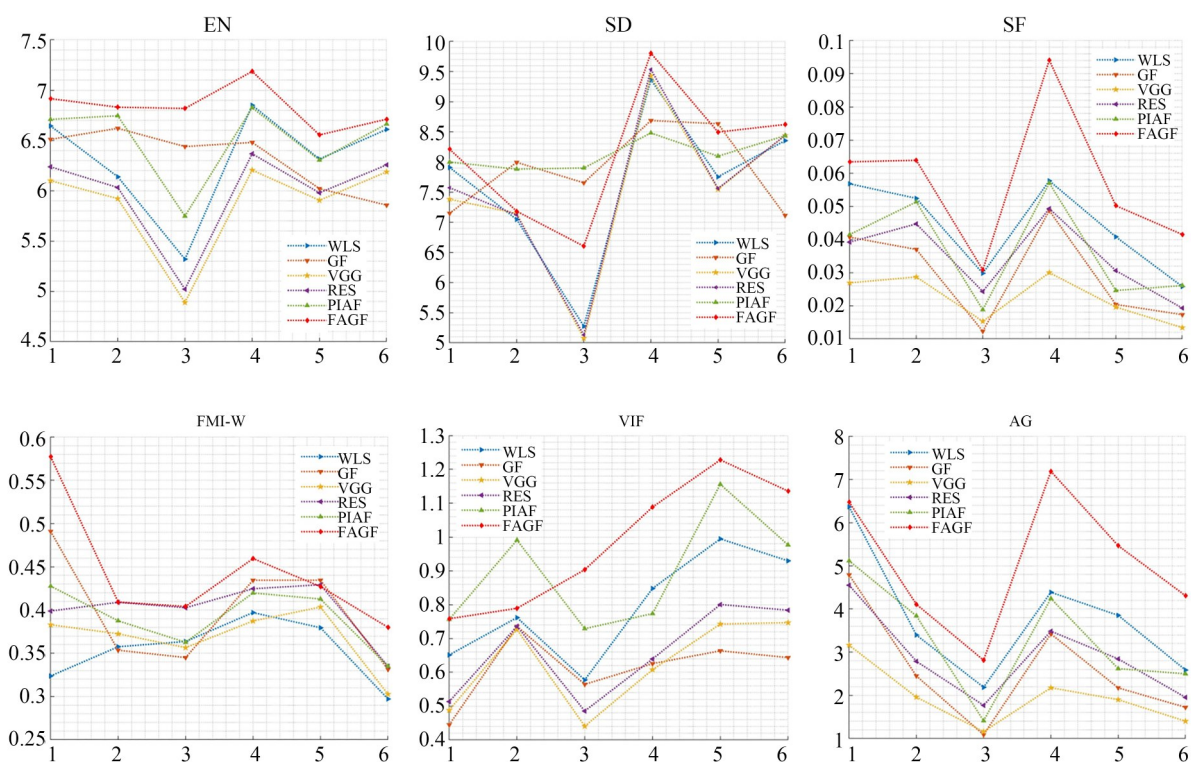 EN
7.5
7
6.5
6
5.5
5
4.5
1 2 3 4 5 6
WLS
GF
VGG
RES
PIAF
FAGF
SD
10
9.5
9
8.5
8
7.5
7
6.5
6
5.5
5
1 2 3 4 5 6
WLS
GF
VGG
RES
PIAF
FAGF
SF
0.1
0.09
0.08
0.07
0.06
0.05
0.04
0.03
0.02
0.01
1 2 3 4 5 6
WLS
GF
VGG
RES
PIAF
FAGF
FMI-W
0.6
0.55
0.5
0.45
0.4
0.35
0.3
0.25
1 2 3 4 5 6
WLS
GF
VGG
RES
PIAF
FAGF
VIF
1.3
1.2
1.1
1
0.9
0.8
0.7
0.6
0.5
0.4
1 2 3 4 5 6
WLS
GF
VGG
RES
PIAF
FAGF
AG
8
7
6
5
4
3
2
1
1 2 3 4 5 6
WLS
GF
VGG
RES
PIAF
FAGF